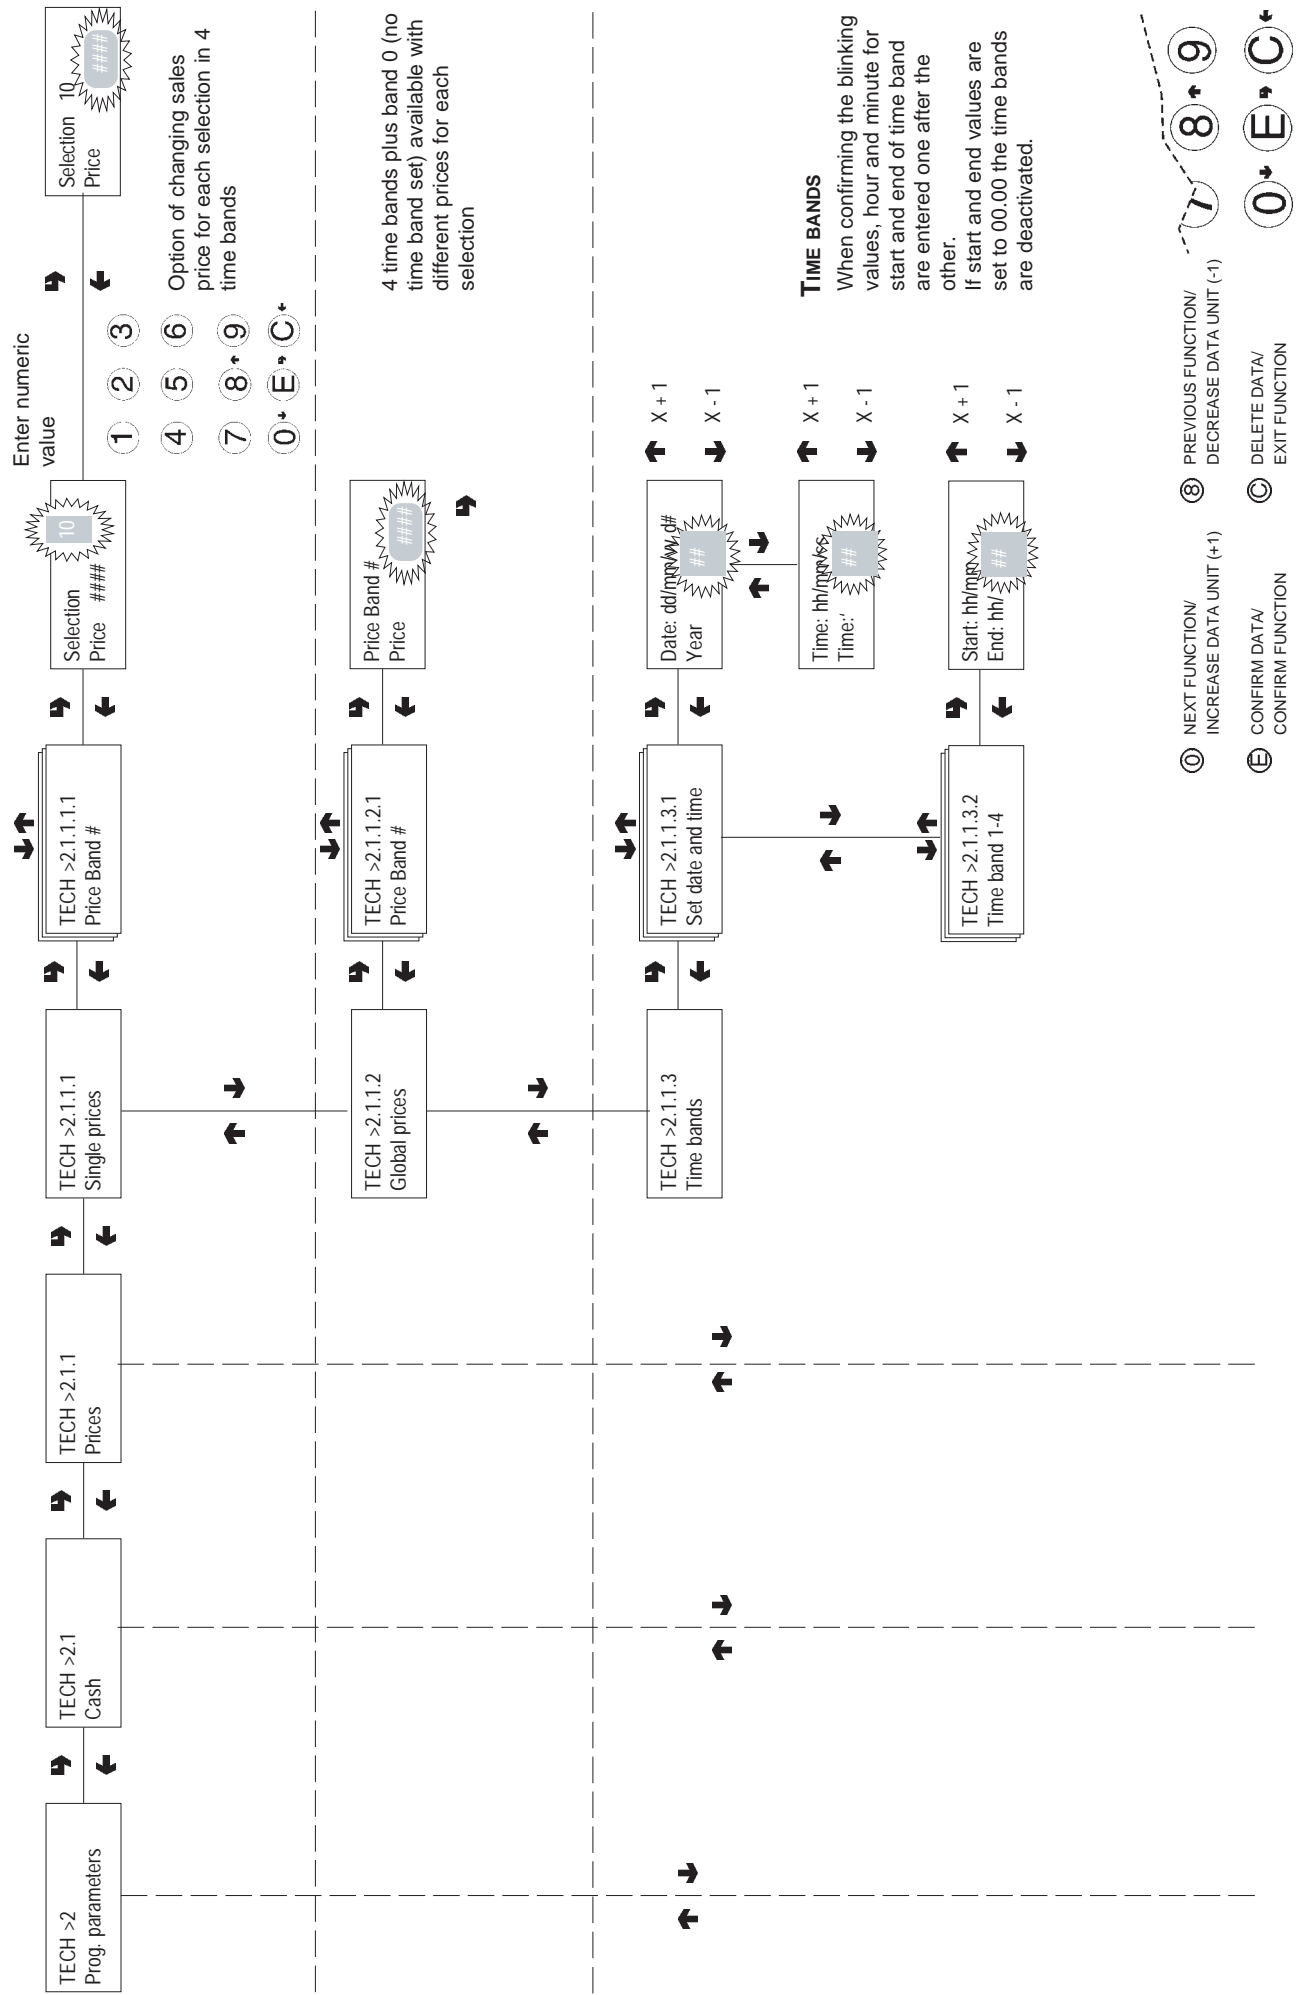 TECH >2
Prog. parameters
TECH >2.1
Cash
TECH >2.1.1
Prices
TECH >2.1.1.1
Single prices
TECH >2.1.1.1.1
Price Band #
Selection 10
Price ####
Enter numeric
value
1 2 3
4 5 6
7 8 9
0 E C
Selection 10
Price ####
Option of changing sales
price for each selection in 4
time bands
TECH >2.1.1.2
Global prices
TECH >2.1.1.2.1
Price Band #
Price Band #
Price ####
4 time bands plus band 0 (no
time band set) available with
different prices for each
selection
TECH >2.1.1.3
Time bands
TECH >2.1.1.3.1
Set date and time
Date: dd/mm/w d#
Year ##
X + 1
X - 1
Time: hh/mm/ss
Time:' ##
X + 1
X - 1
TECH >2.1.1.3.2
Time band 1-4
Start: hh/mm
End: hh/ ##
X + 1
X - 1
TIME BANDS
When confirming the blinking
values, hour and minute for
start and end of time band
are entered one after the
other.
If start and end values are
set to 00.00 the time bands
are deactivated.
0 NEXT FUNCTION/
INCREASE DATA UNIT (+1)
8 PREVIOUS FUNCTION/
DECREASE DATA UNIT (-1)
E CONFIRM DATA/
CONFIRM FUNCTION
C DELETE DATA/
EXIT FUNCTION
7 8 9
0 E C